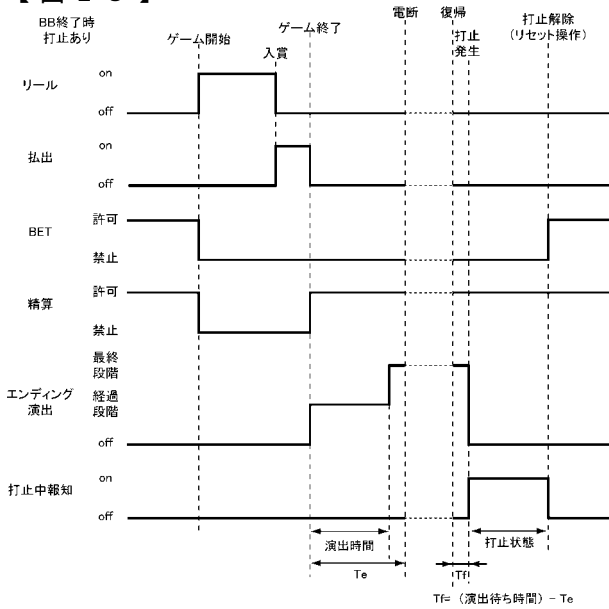 BB終了時
打止あり
ゲーム開始
入賞
ゲーム終了
電断
復帰
打止
発生
打止解除
(リセット操作)
リール
on
off
払出
on
off
BET
許可
禁止
精算
許可
禁止
エンディング
演出
最終
段階
経過
段階
off
打止中報知
on
off
演出時間
打止状態
Te
Tf
Tf= (演出待ち時間) - Te